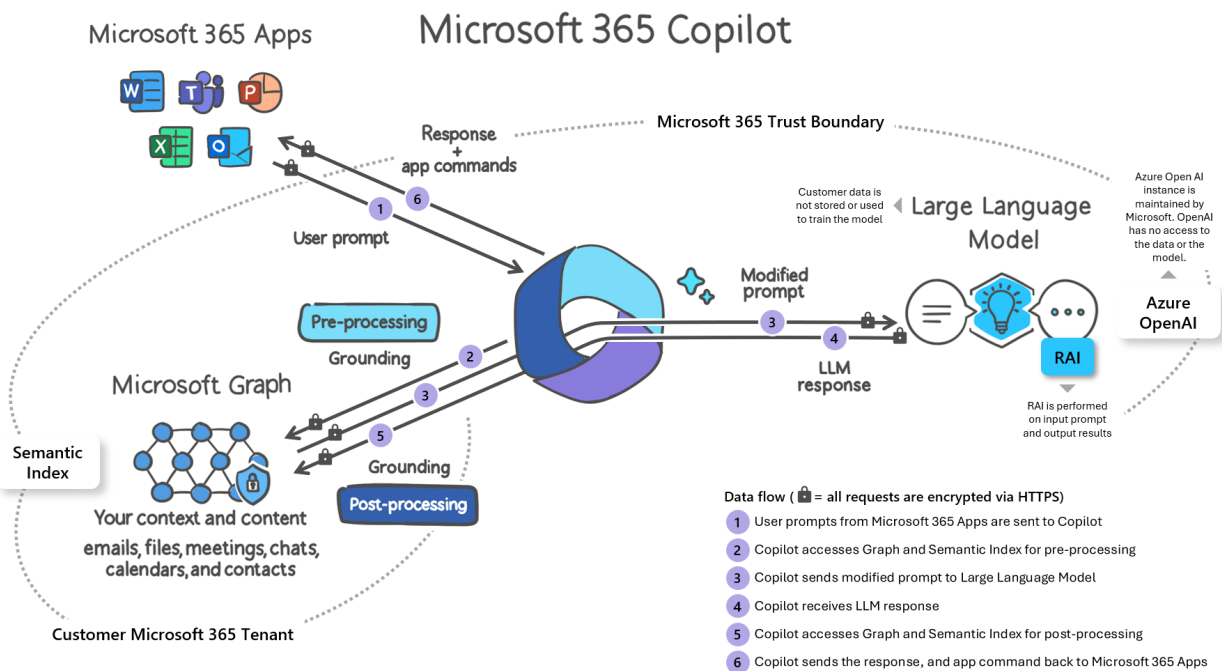 Microsoft 365 Copilot
Microsoft 365 Apps
W
T
P
X
O
Response
+
app commands
6
1
User prompt
Microsoft 365 Trust Boundary
Customer data is
not stored or used
to train the model
Large Language
Model
Azure Open AI
instance is
maintained by
Microsoft. OpenAI
has no access to
the data or the
model.
Azure
OpenAI
Modified
prompt
3
4
LLM
response
RAI
RAI is performed
on input prompt
and output results
Pre-processing
Grounding
2
3
5
Grounding
Post-processing
Microsoft Graph
Semantic
Index
Your context and content
emails, files, meetings, chats,
calendars, and contacts
Customer Microsoft 365 Tenant
Data flow ( = all requests are encrypted via HTTPS)
1 User prompts from Microsoft 365 Apps are sent to Copilot
2 Copilot accesses Graph and Semantic Index for pre-processing
3 Copilot sends modified prompt to Large Language Model
4 Copilot receives LLM response
5 Copilot accesses Graph and Semantic Index for post-processing
6 Copilot sends the response, and app command back to Microsoft 365 Apps